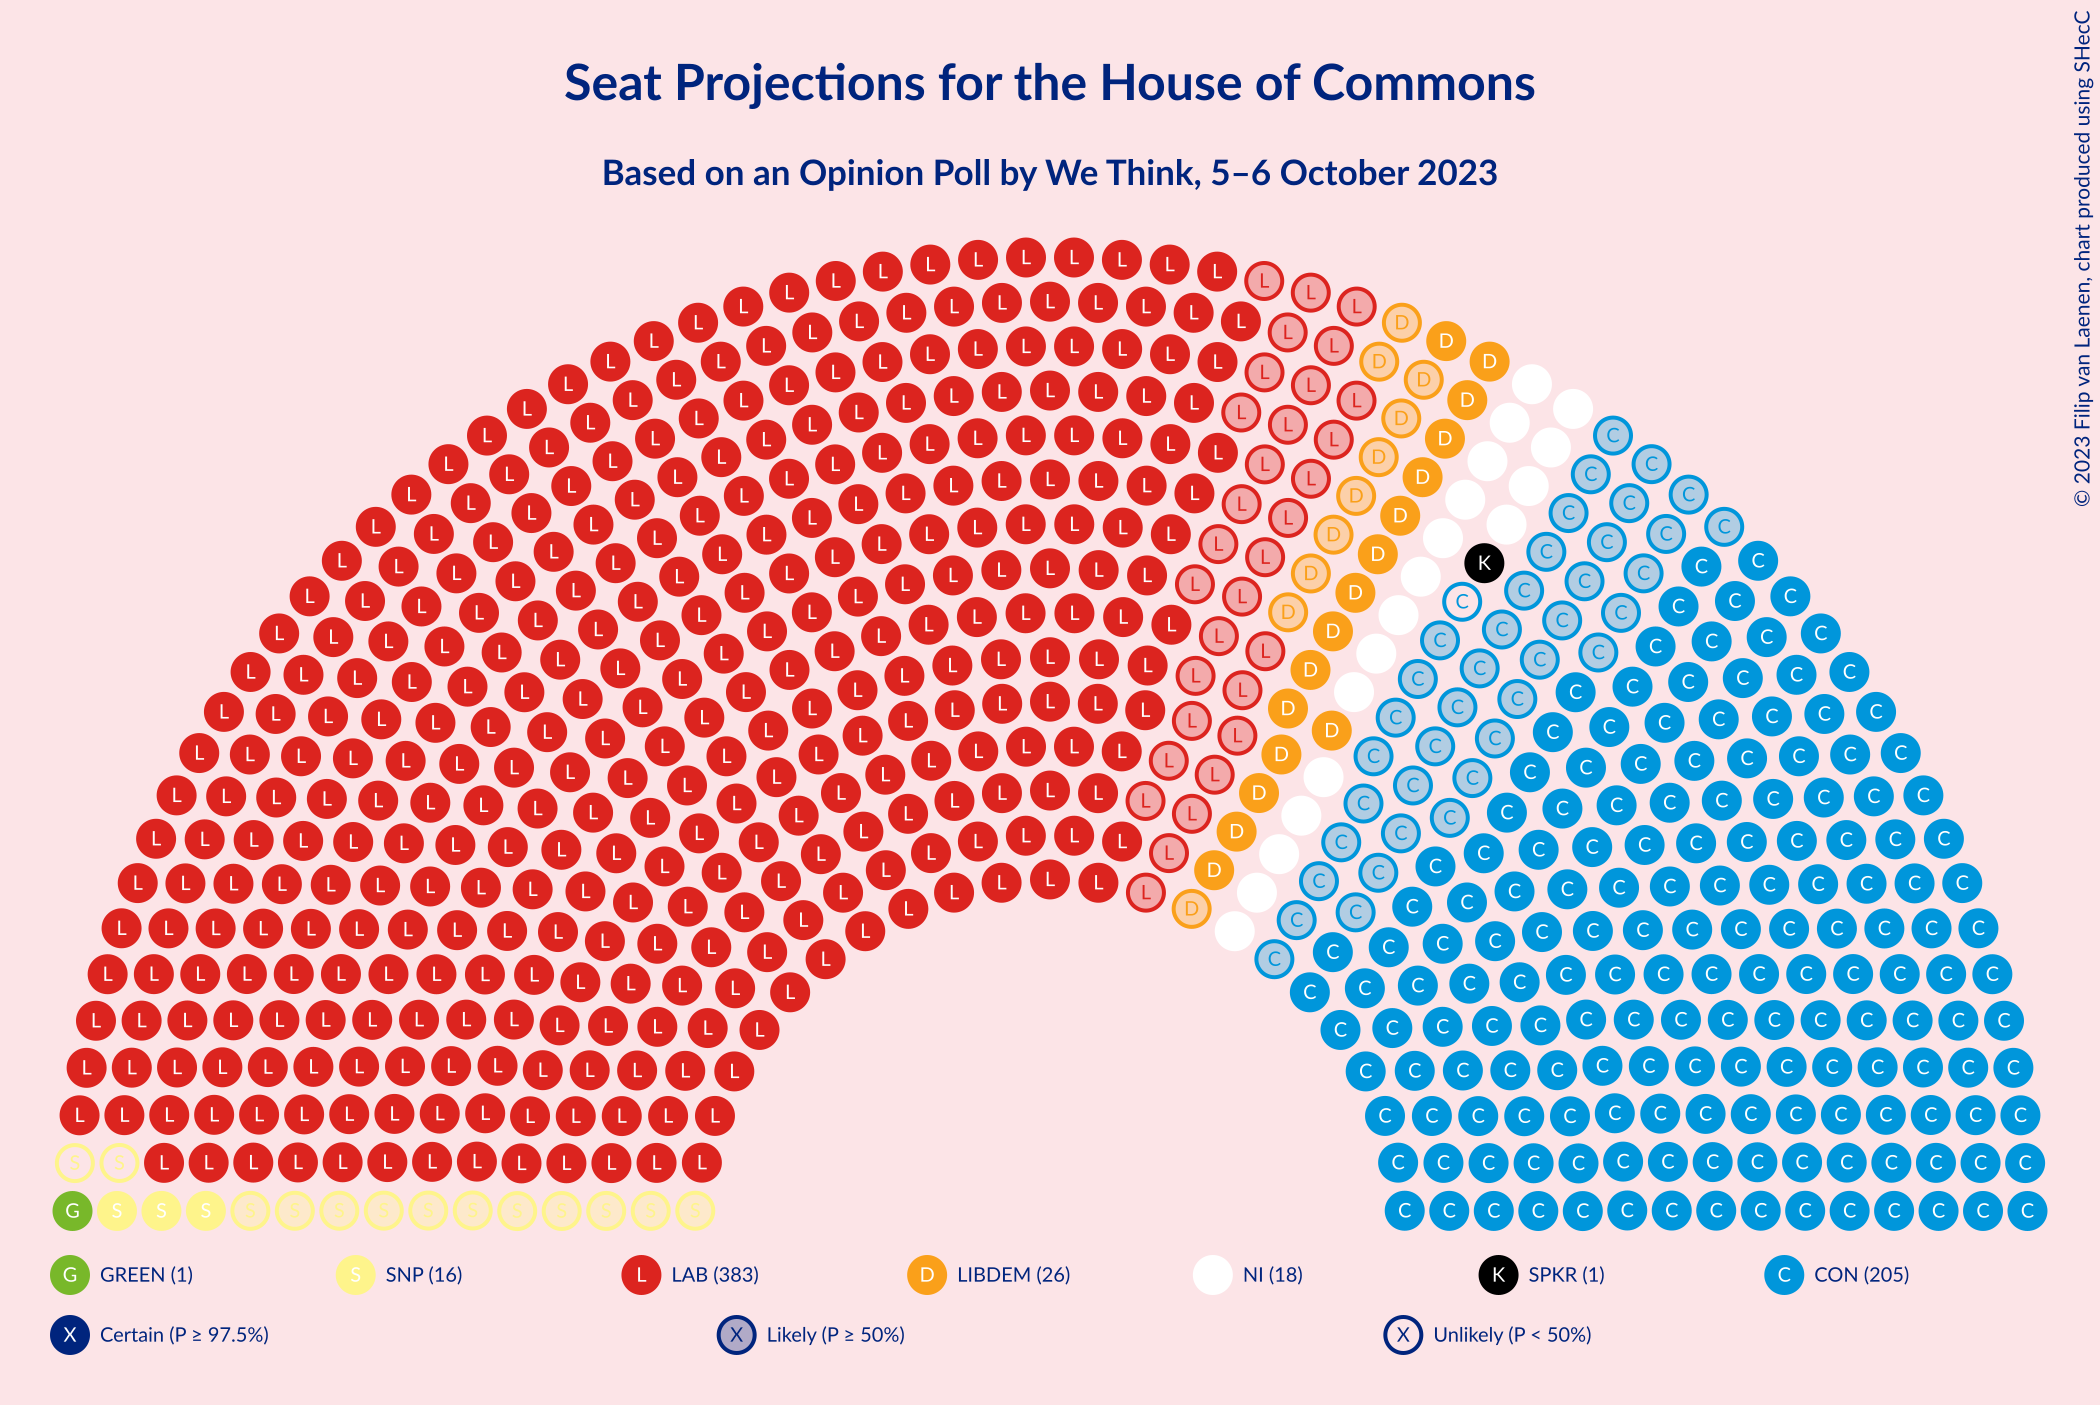 Seat Projections for the House of Commons
Based on an Opinion Poll by We Think, 5–6 October 2023
© 2023 Filip van Laenen, chart produced using SHecC
G GREEN (1)
S SNP (16)
L LAB (383)
D LIBDEM (26)
NI (18)
K SPKR (1)
C CON (205)
X Certain (P ≥ 97.5%)
X Likely (P ≥ 50%)
X Unlikely (P < 50%)